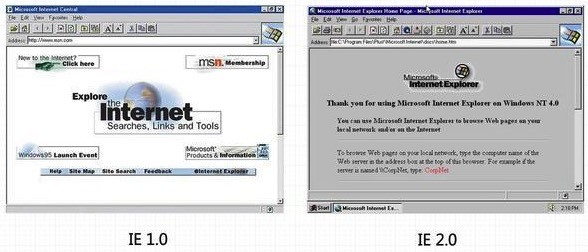 Microsoft Internet Central
File Edit View Favorites Help
Address: http://www.msn.com
New to the Internet?
Click here
msn. Membership
Explore
the
Internet
Searches, Links and Tools
Windows95 Launch Event
Microsoft
Products & Information
Help Site Map Site Search Feedback @Internet Explorer
IE 1.0
Microsoft Internet Explorer Home Page - Microsoft Internet Explorer
File Edit View Go Favorites Help
Address: file:C:\Program Files\Plus!\Microsoft Internet\docs\home.htm
Microsoft
Internet Explorer
Thank you for using Microsoft Internet Explorer on Windows NT 4.0
You can use Microsoft Internet Explorer to browse Web pages on your
local network and/or on the Internet
To browse Web pages on your local network, type the computer name of the
Web server in the address box at the top of this browser. For example if the
server is named \\CorpNet, type: CorpNet
Start Microsoft Internet Ex... 2:19 PM
IE 2.0